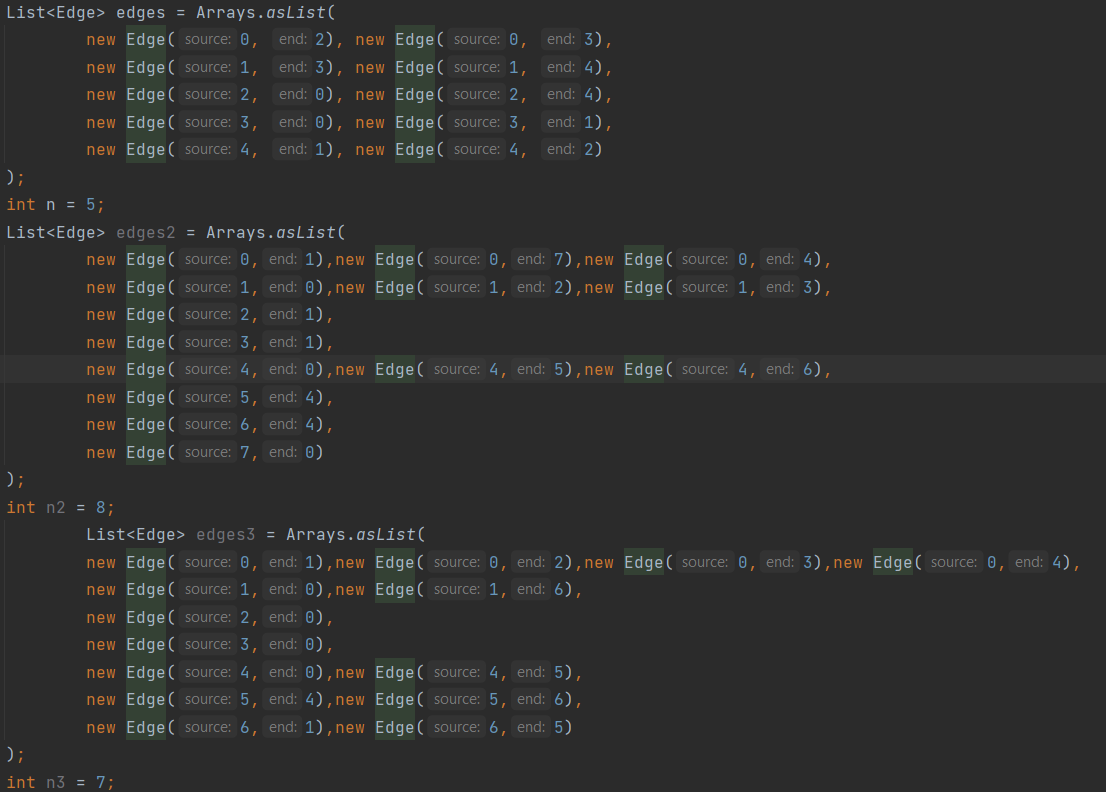 List<Edge> edges = Arrays.asList(
new Edge( source: 0, end: 2), new Edge( source: 0, end: 3),
new Edge( source: 1, end: 3), new Edge( source: 1, end: 4),
new Edge( source: 2, end: 0), new Edge( source: 2, end: 4),
new Edge( source: 3, end: 0), new Edge( source: 3, end: 1),
new Edge( source: 4, end: 1), new Edge( source: 4, end: 2)
);
int n = 5;
List<Edge> edges2 = Arrays.asList(
new Edge( source: 0, end: 1),new Edge( source: 0, end: 7),new Edge( source: 0, end: 4),
new Edge( source: 1, end: 0),new Edge( source: 1, end: 2),new Edge( source: 1, end: 3),
new Edge( source: 2, end: 1),
new Edge( source: 3, end: 1),
new Edge( source: 4, end: 0),new Edge( source: 4, end: 5),new Edge( source: 4, end: 6),
new Edge( source: 5, end: 4),
new Edge( source: 6, end: 4),
new Edge( source: 7, end: 0)
);
int n2 = 8;
List<Edge> edges3 = Arrays.asList(
new Edge( source: 0, end: 1),new Edge( source: 0, end: 2),new Edge( source: 0, end: 3),new Edge( source: 0, end: 4),
new Edge( source: 1, end: 0),new Edge( source: 1, end: 6),
new Edge( source: 2, end: 0),
new Edge( source: 3, end: 0),
new Edge( source: 4, end: 0),new Edge( source: 4, end: 5),
new Edge( source: 5, end: 4),new Edge( source: 5, end: 6),
new Edge( source: 6, end: 1),new Edge( source: 6, end: 5)
);
int n3 = 7;